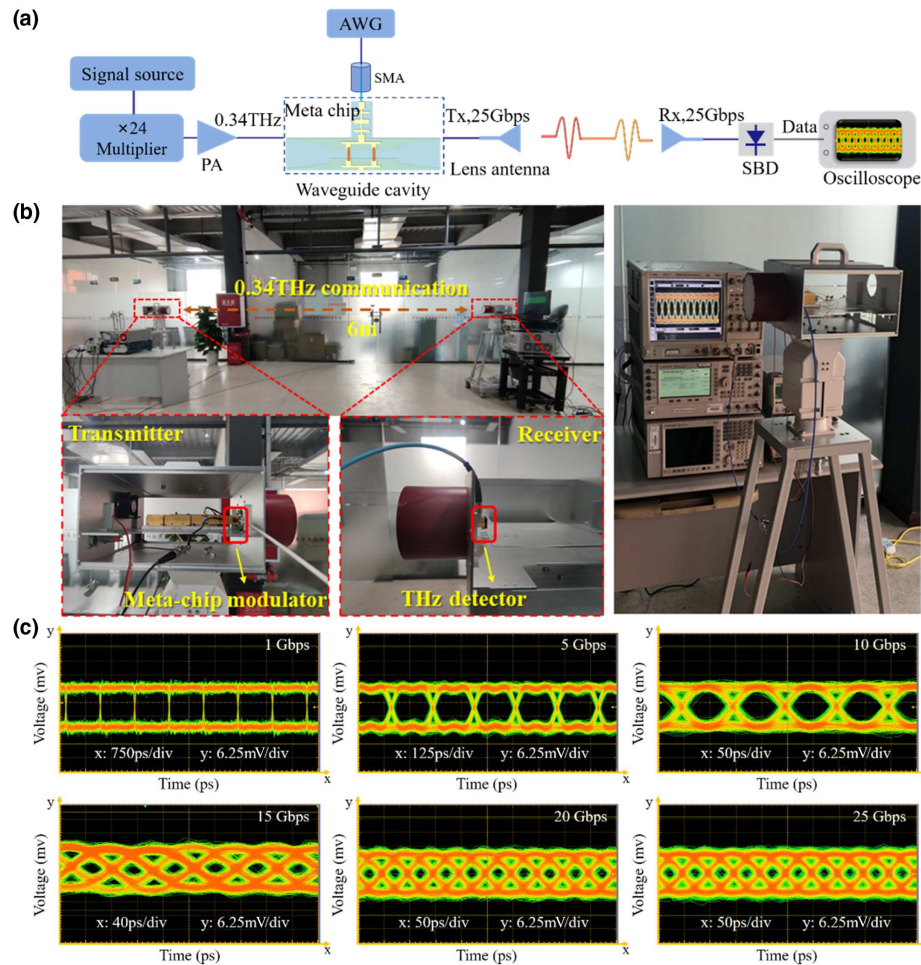 (a)
AWG
Signal source
SMA
0.34THz
Meta chip
Tx,25Gbps
Rx,25Gbps
×24
Multiplier
PA
Data
Lens antenna
SBD
Waveguide cavity
Oscilloscope
(b)
0.34THz communication
6m
Transmitter
Receiver
Meta-chip modulator
THz detector
(c)
y
1 Gbps
Voltage (mv)
x: 750ps/div y: 6.25mV/div
Time (ps)
x
y
5 Gbps
Voltage (mv)
x: 125ps/div y: 6.25mV/div
Time (ps)
x
y
10 Gbps
Voltage (mv)
x: 50ps/div y: 6.25mV/div
Time (ps)
x
y
15 Gbps
Voltage (mv)
x: 40ps/div y: 6.25mV/div
Time (ps)
x
y
20 Gbps
Voltage (mv)
x: 50ps/div y: 6.25mV/div
Time (ps)
x
y
25 Gbps
Voltage (mv)
x: 50ps/div y: 6.25mV/div
Time (ps)
x